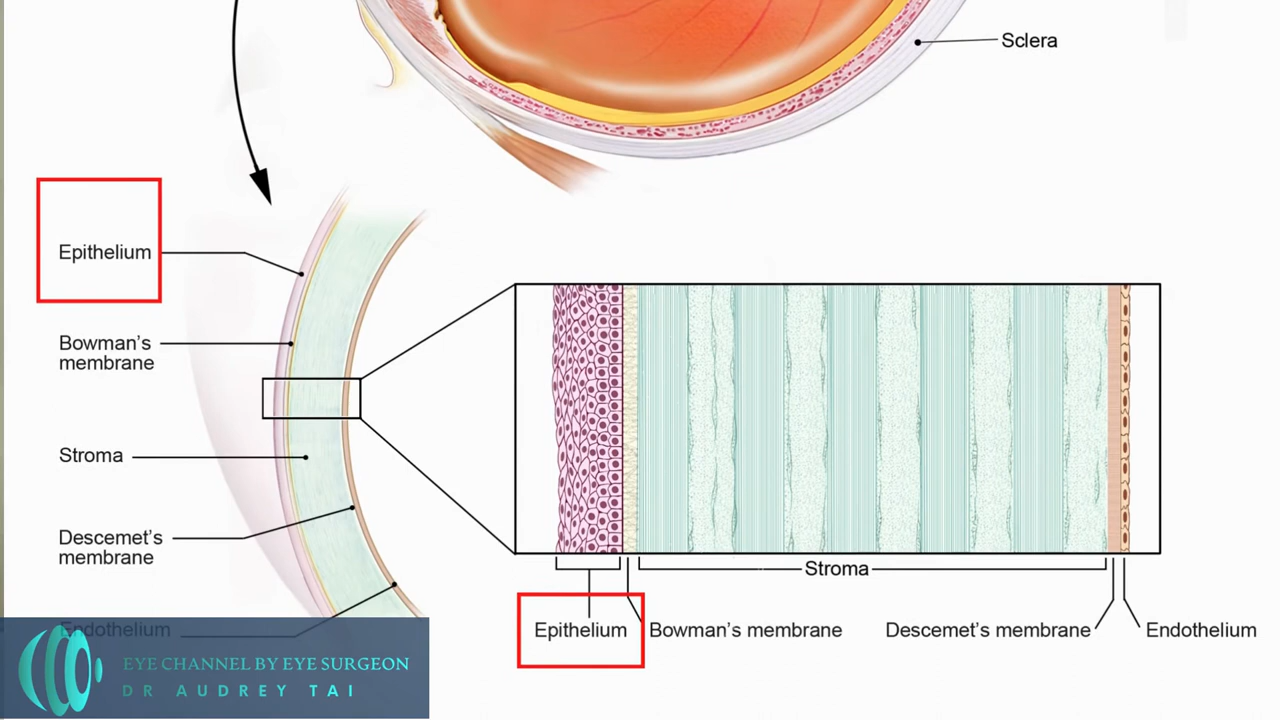 Sclera
Epithelium
Bowman's
membrane
Stroma
Descemet's
membrane
Endothelium
Stroma
Epithelium
Bowman's membrane
Descemet's membrane
Endothelium
EYE CHANNEL BY EYE SURGEON
DR AUDREY TAI